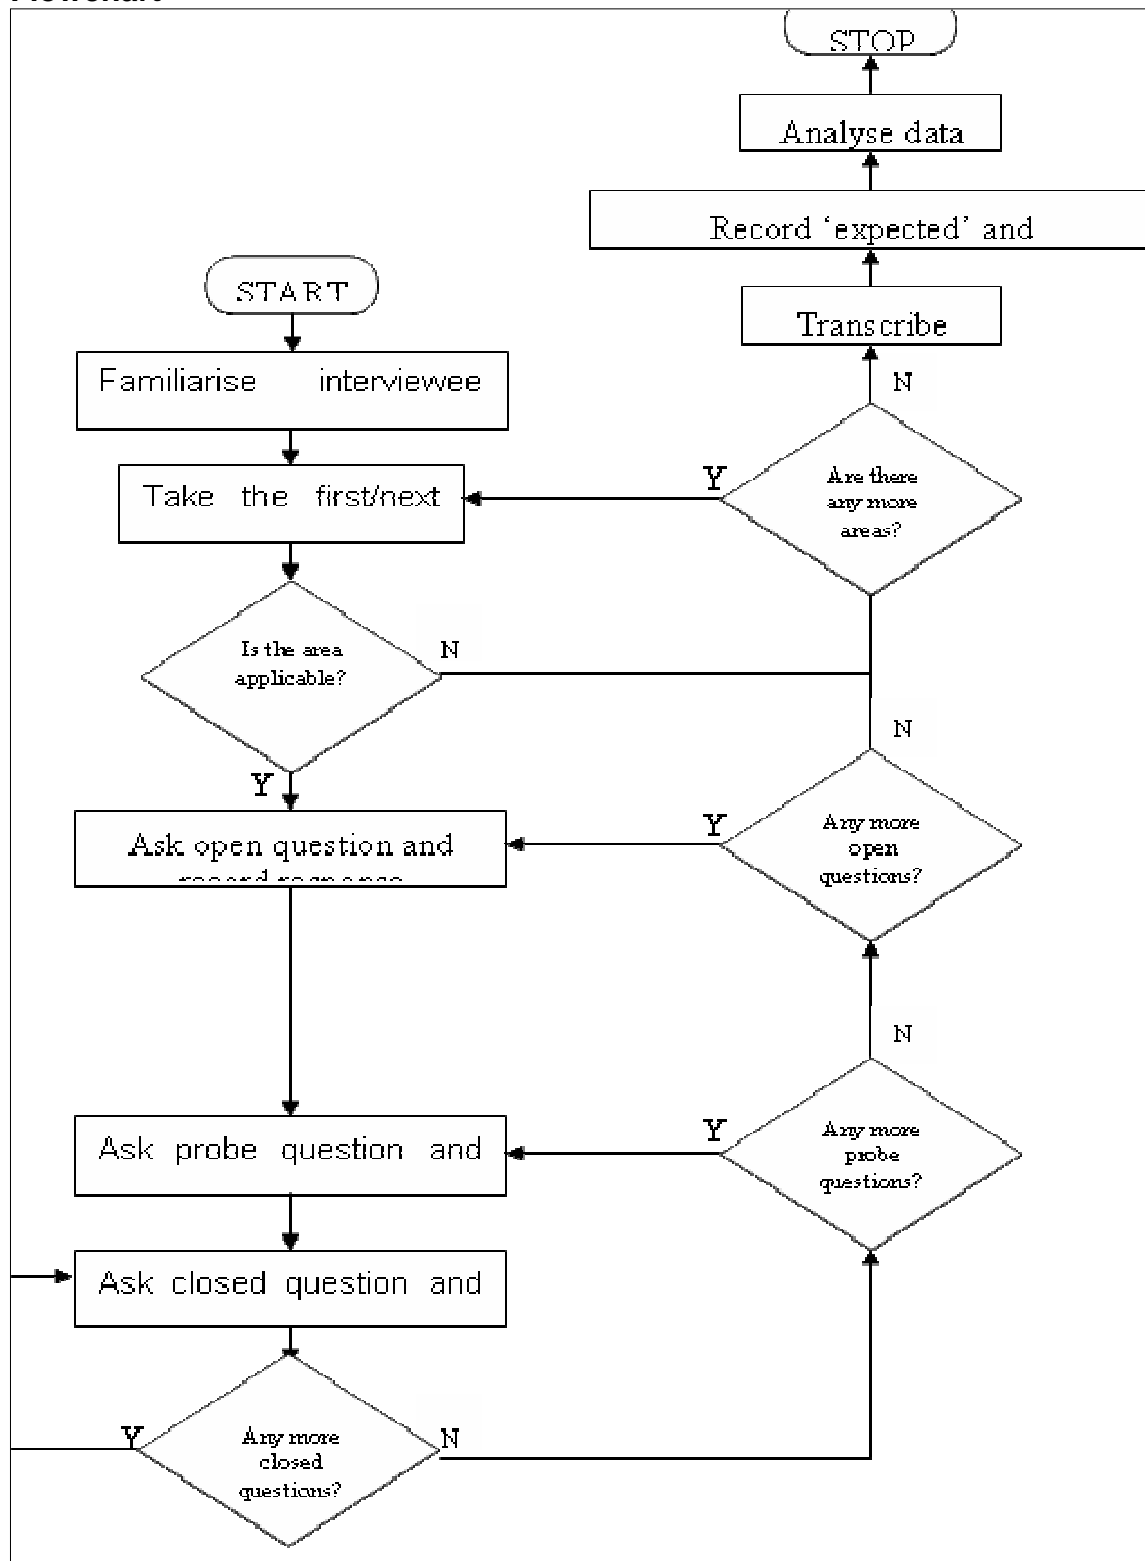 STOP
Analyse data
Record ‘expected’ and
START
Transcribe
Familiarise interviewee
N
Take the first/next
Y
Are there
any more
areas?
Is the area
applicable?
N
N
Y
Ask open question and
record response
Y
Any more
open
questions?
N
Ask probe question and
Y
Any more
probe
questions?
Ask closed question and
Y
Any more
closed
questions?
N